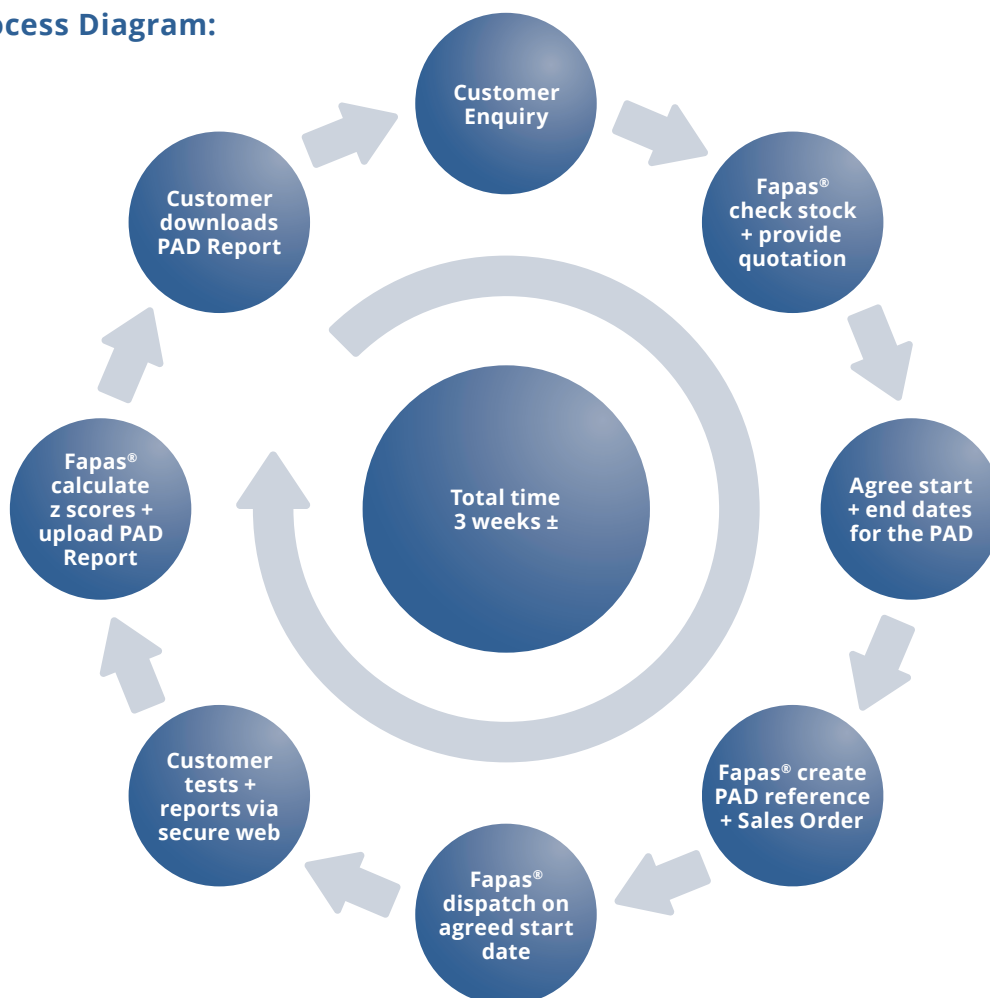 ocess Diagram:
Customer
Enquiry
Fapas®
check stock
+ provide
quotation
Agree start
+ end dates
for the PAD
Fapas® create
PAD reference
+ Sales Order
Fapas®
dispatch on
agreed start
date
Customer
tests +
reports via
secure web
Fapas®
calculate
z scores +
upload PAD
Report
Customer
downloads
PAD Report
Total time
3 weeks ±